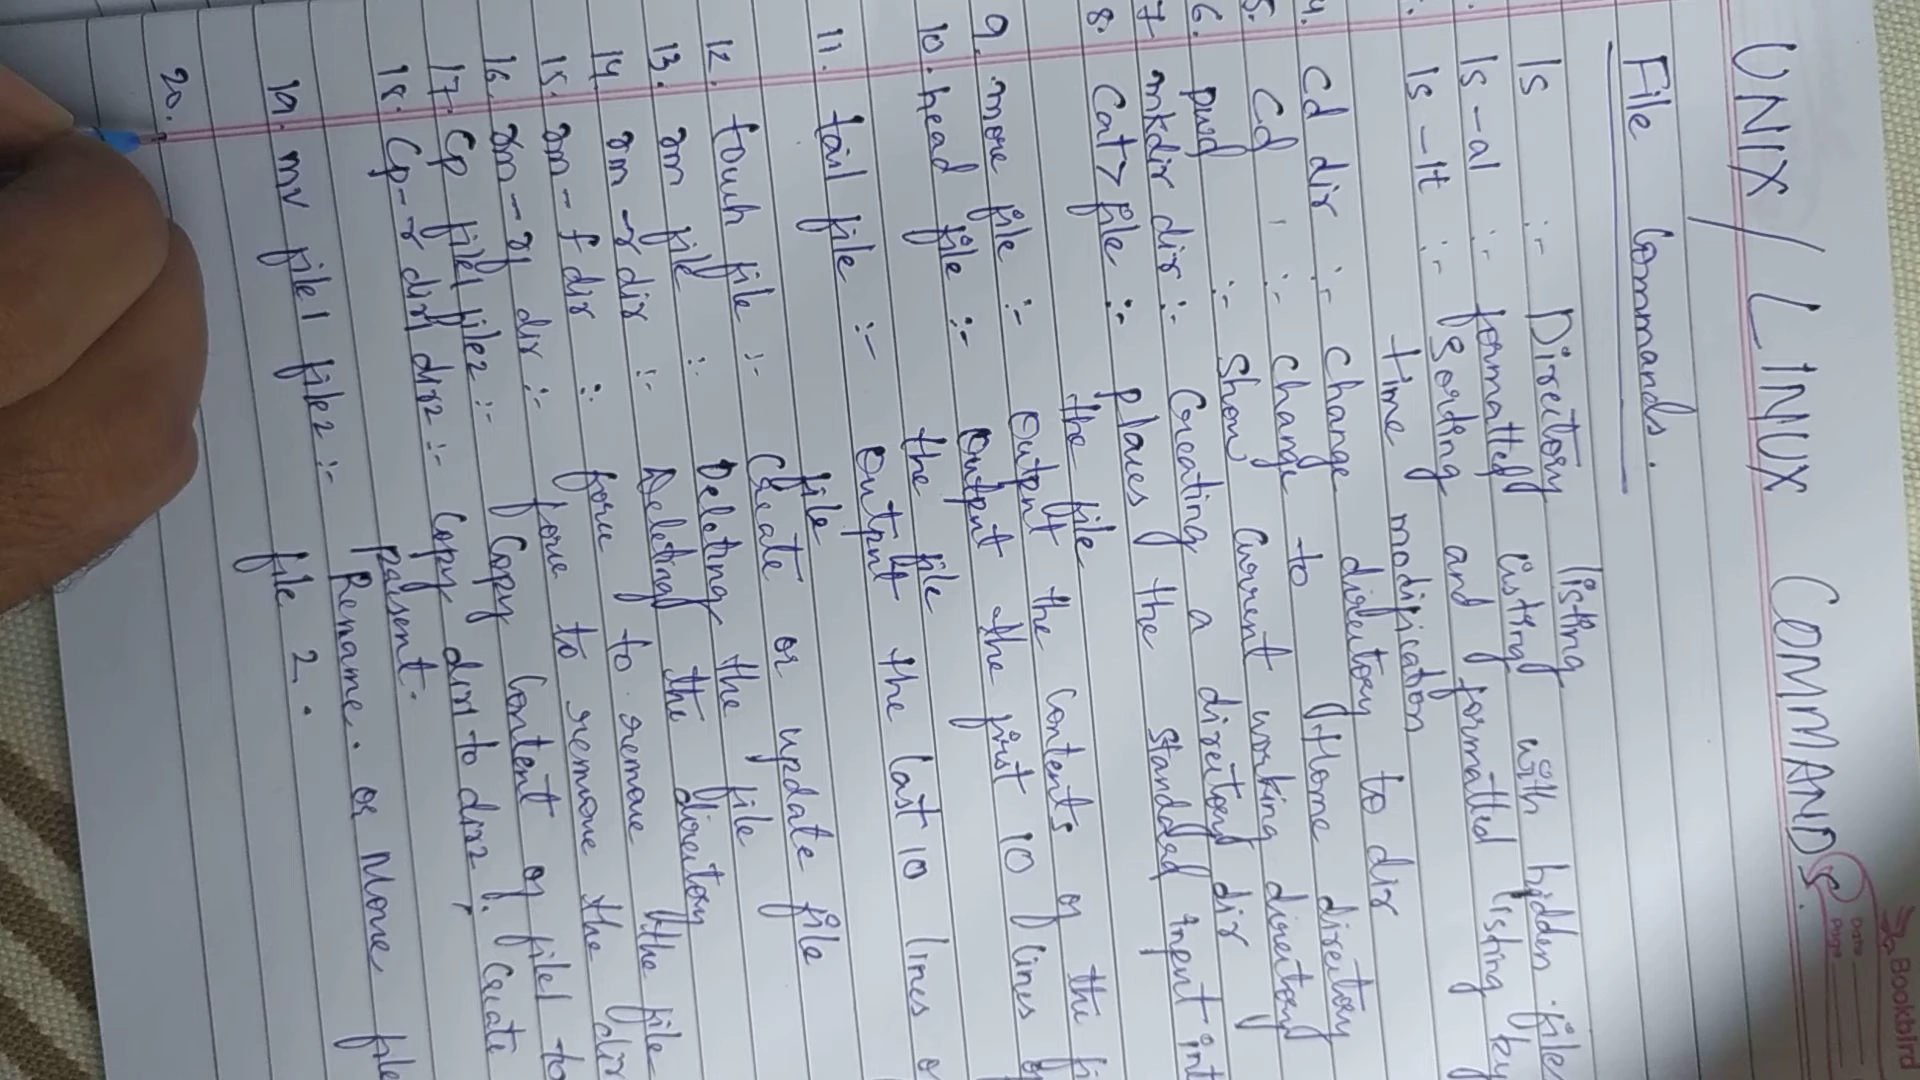 Bookbird
Date
Page
UNIX / LINUX COMMANDS.
File Commands.
ls :- Directory listing
ls -al :- formatted listing with hidden file
ls -lt :- Sorting and formatted listing by
time modification
4. Cd dir :- change directory to dir
5. Cd :- change to Home directory
6. pwd :- Show current working directory
7 mkdir dir :- Creating a directory dir
8. Cat> file :- places the standded input int
the file
9. more file :- Output the contents of the fi
10. head file :- Output the first 10 lines of
the file
11. tail file :- Output the last 10 lines o
file
12. touch file :- Create or update file
13. rm file :- Deleting the file
14. rm -r dir :- Deleting the directory
15. rm - f dir : force to remove the file
16. rm -rf dir :- force to remove the dir
17. Cp file1 file2 :- Copy content of file1 to
18. Cp -r dir1 dir2 :- Copy dir1 to dir2; Create
parsent.
19. mv file1 file2 :- Rename. or Move file
file 2.
20.